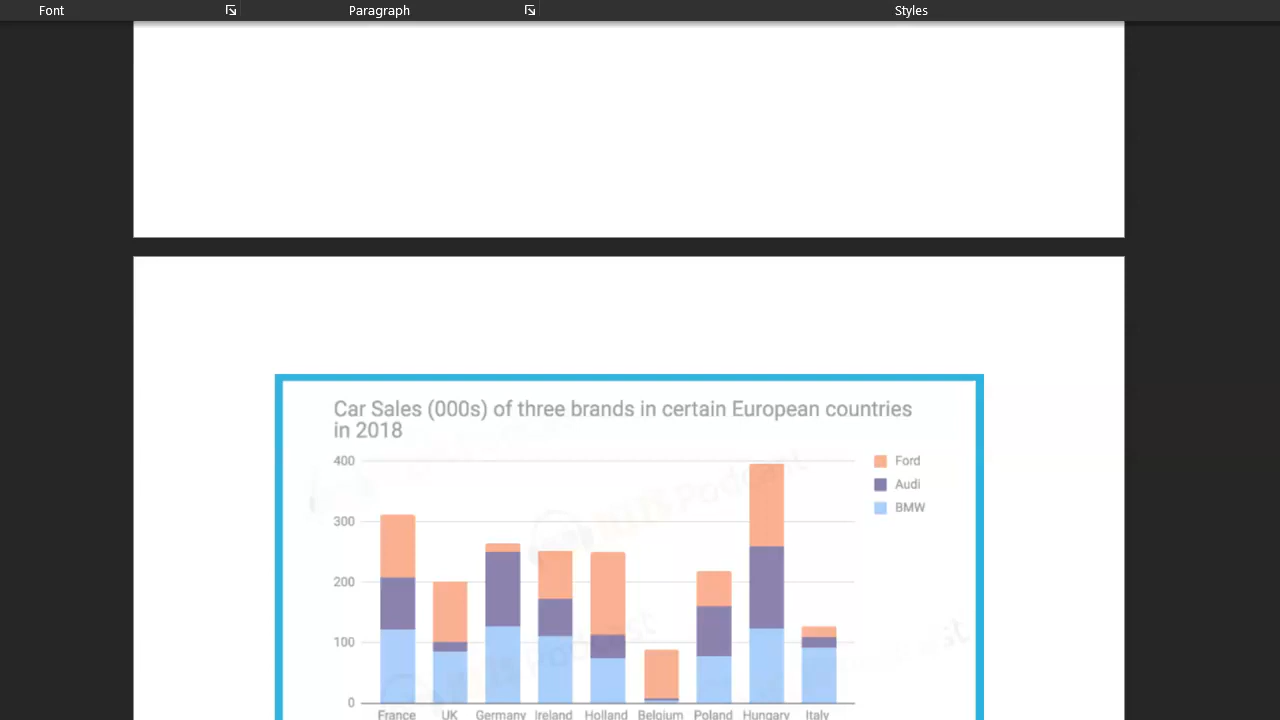 Font Paragraph Styles
Car Sales (000s) of three brands in certain European countries
in 2018
400
Ford
Audi
BMW
300
200
100
0
France UK Germany Ireland Holland Belgium Poland Hungary Italy